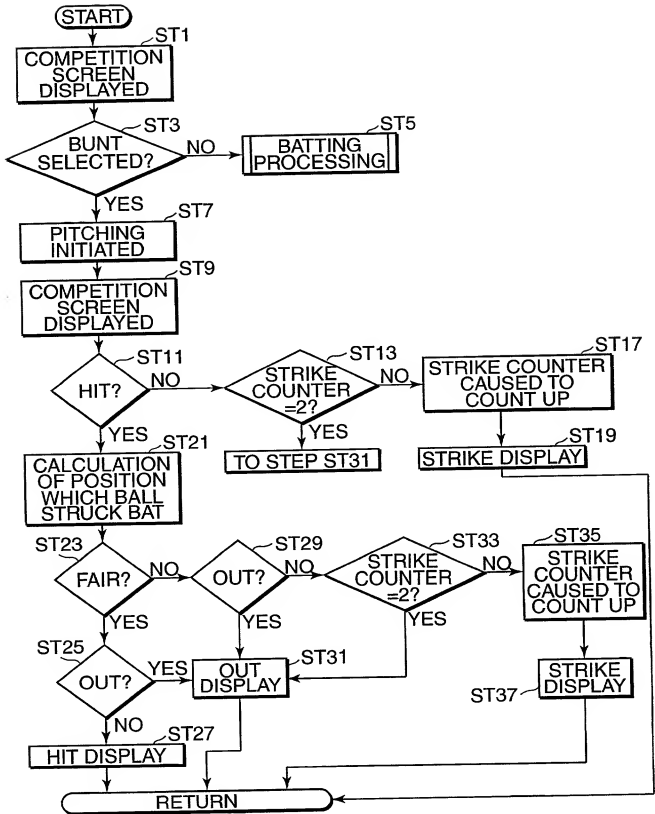 START
ST1
COMPETITION
SCREEN
DISPLAYED
ST3
BUNT
SELECTED?
NO
ST5
BATTING
PROCESSING
YES
ST7
PITCHING
INITIATED
ST9
COMPETITION
SCREEN
DISPLAYED
ST11
HIT?
NO
ST13
STRIKE
COUNTER
=2?
NO
ST17
STRIKE COUNTER
CAUSED TO
COUNT UP
YES
YES
TO STEP ST31
ST19
STRIKE DISPLAY
ST21
CALCULATION
OF POSITION
WHICH BALL
STRUCK BAT
ST23
FAIR?
NO
ST29
OUT?
NO
ST33
STRIKE
COUNTER
=2?
NO
ST35
STRIKE
COUNTER
CAUSED TO
COUNT UP
YES
YES
YES
ST25
OUT?
YES
ST31
OUT
DISPLAY
ST37
STRIKE
DISPLAY
NO
ST27
HIT DISPLAY
RETURN